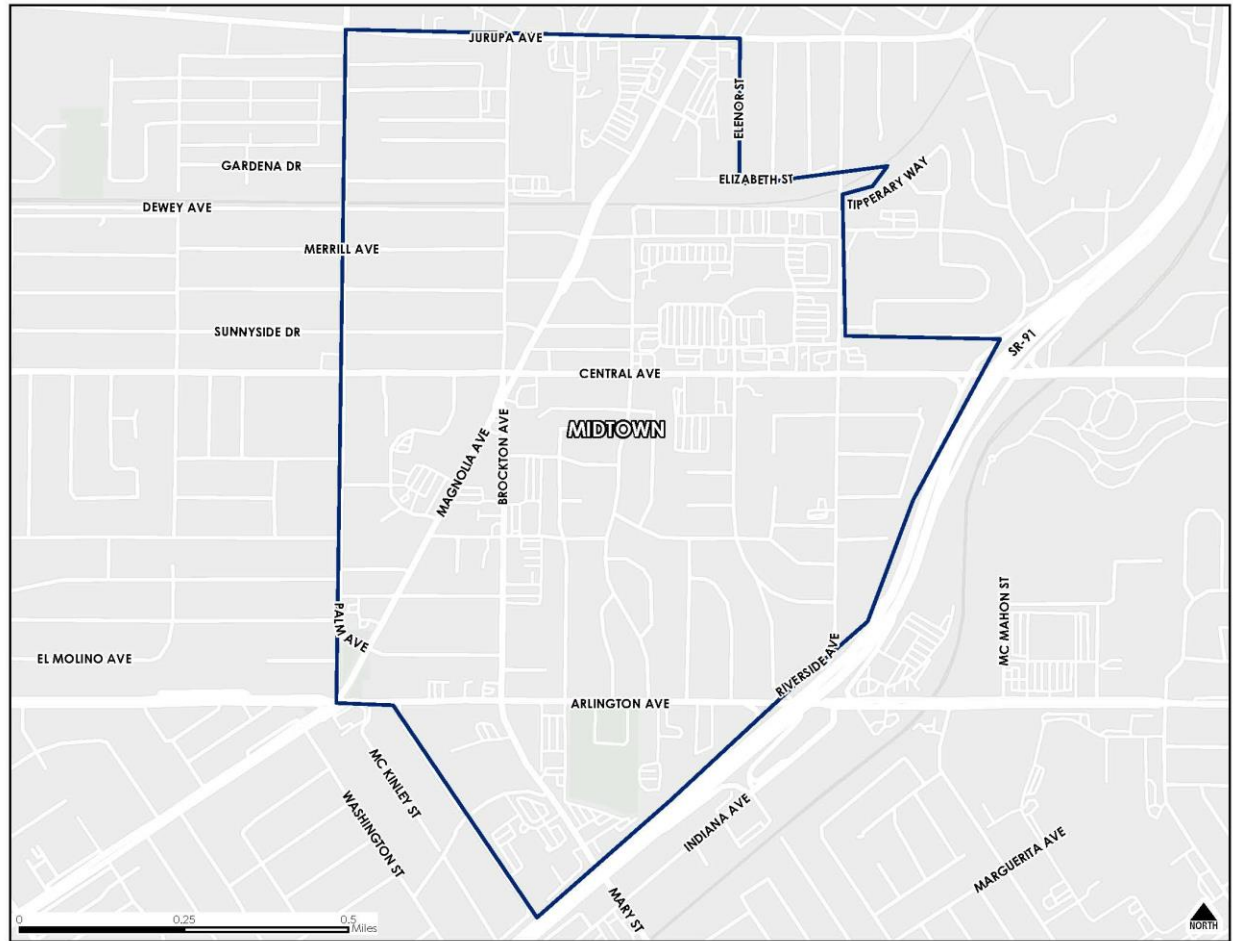 JURUPA AVE
ELENOR ST
GARDENA DR
ELIZABETH ST
TIPPERARY WAY
DEWEY AVE
MERRILL AVE
SUNNYSIDE DR
SR-91
CENTRAL AVE
MIDTOWN
MAGNOLIA AVE
BROCKTON AVE
PALM AVE
EL MOLINO AVE
MC MAHON ST
RIVERSIDE AVE
ARLINGTON AVE
MC KINLEY ST
WASHINGTON ST
INDIANA AVE
MARGUERITA AVE
MARY ST
0 0.25 0.5
Miles
NORTH